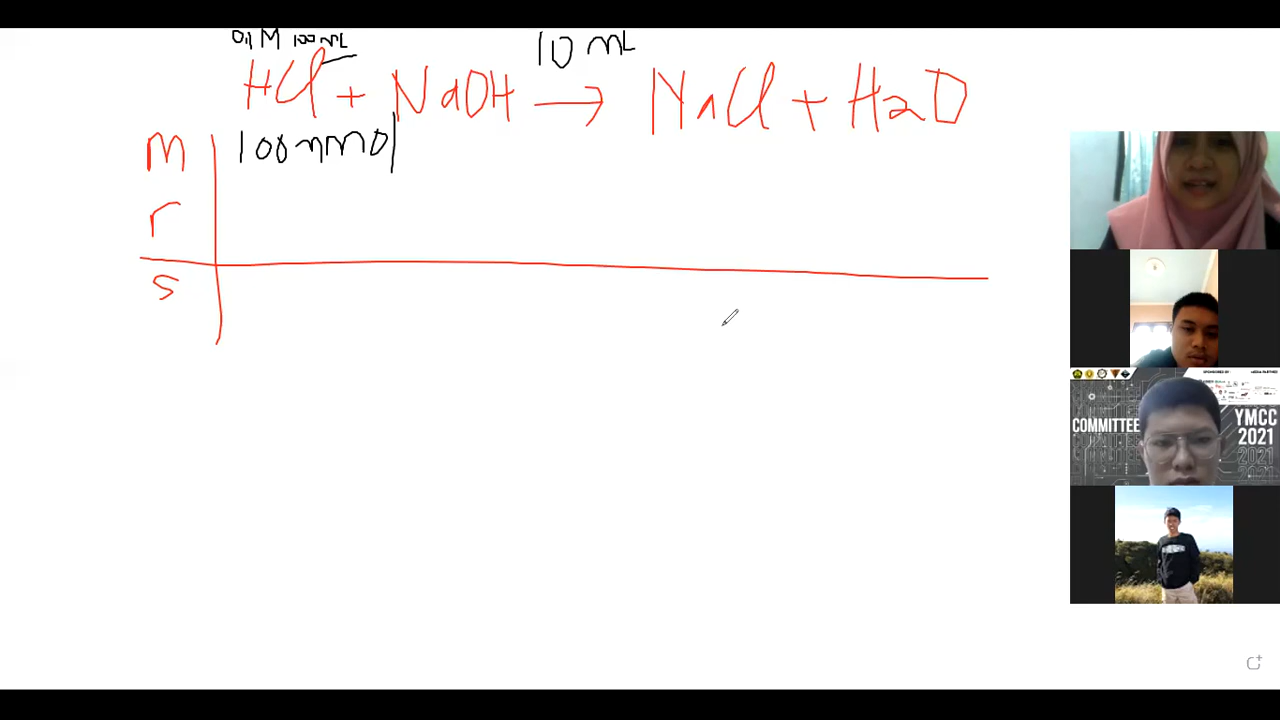 0,1 M 100 mL
10 mL
HCl + NaOH → NaCl + H2O
m 100 mmol
r
s
COMMITTEE
YMCC
2021